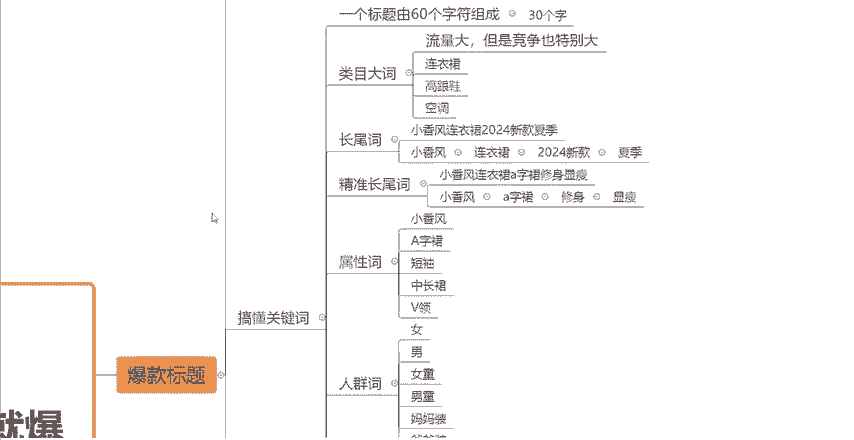 一个标题由60个字符组成 30个字
类目大词
流量大，但是竞争也特别大
连衣裙
高跟鞋
空调
长尾词
小香风连衣裙2024新款夏季
小香风 连衣裙 2024新款 夏季
精准长尾词
小香风连衣裙a字裙修身显瘦
小香风 a字裙 修身 显瘦
属性词
小香风
A字裙
短袖
中长裙
V领
搞懂关键词
人群词
女
男
女童
男童
妈妈装
爆款标题
就爆